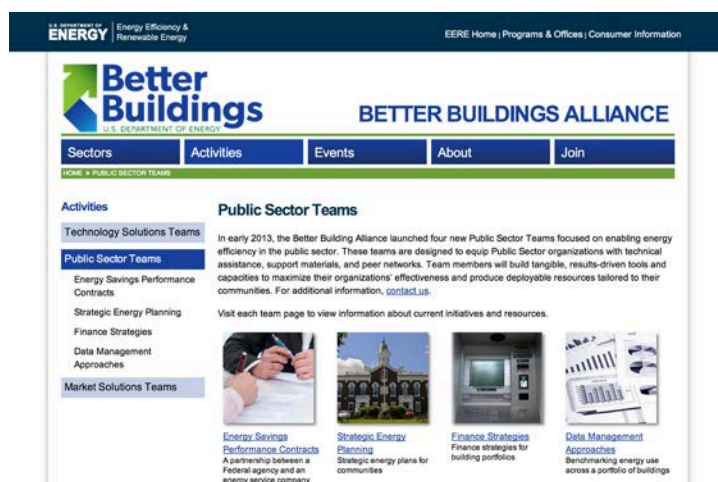 U.S. DEPARTMENT OF
ENERGY
Energy Efficiency &
Renewable Energy
EERE Home | Programs & Offices | Consumer Information
Better
Buildings
U.S. DEPARTMENT OF ENERGY
BETTER BUILDINGS ALLIANCE
Sectors
Activities
Events
About
Join
HOME » PUBLIC SECTOR TEAMS
Activities
Technology Solutions Teams
Public Sector Teams
Energy Savings Performance
Contracts
Strategic Energy Planning
Finance Strategies
Data Management
Approaches
Market Solutions Teams
Public Sector Teams
In early 2013, the Better Building Alliance launched four new Public Sector Teams focused on enabling energy
efficiency in the public sector. These teams are designed to equip Public Sector organizations with technical
assistance, support materials, and peer networks. Team members will build tangible, results-driven tools and
capacities to maximize their organizations' effectiveness and produce deployable resources tailored to their
communities. For additional information, contact us.
Visit each team page to view information about current initiatives and resources.
Energy Savings
Performance Contracts
A partnership between a
Federal agency and an
energy service company
Strategic Energy
Planning
Strategic energy plans for
communities
Finance Strategies
Finance strategies for
building portfolios
Data Management
Approaches
Benchmarking energy use
across a portfolio of buildings